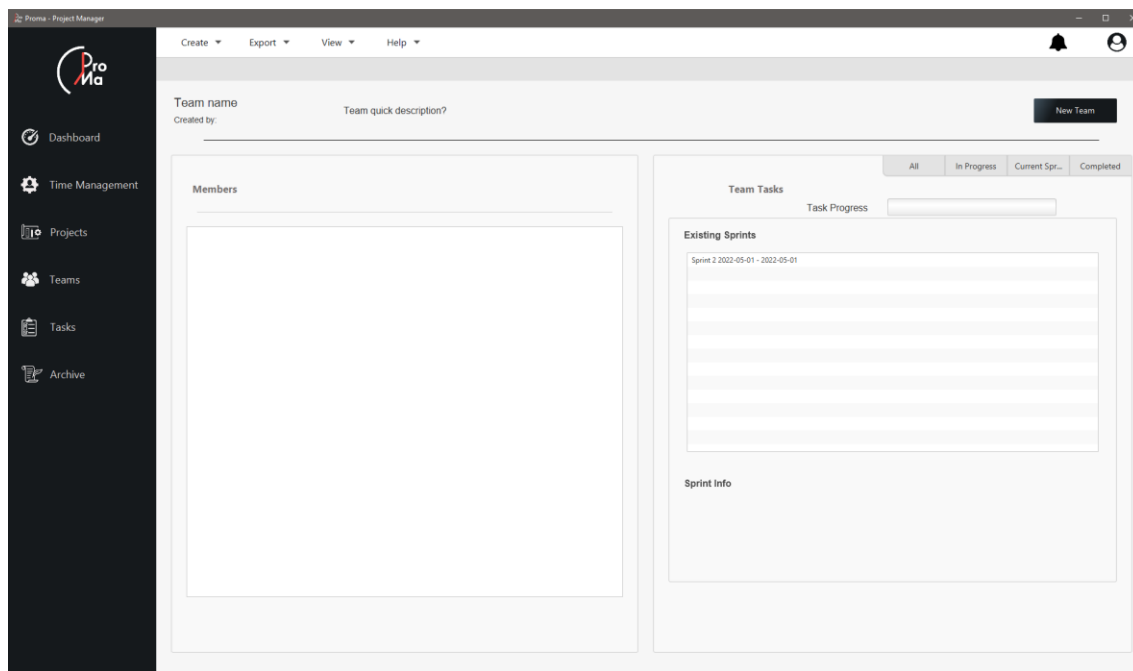 Proma - Project Manager
Create Export View Help
Pro
Ma
Team name
Created by:
Team quick description?
New Team
Dashboard
Time Management
Projects
Teams
Tasks
Archive
Members
All In Progress Current Spr... Completed
Team Tasks
Task Progress
Existing Sprints
Sprint 2 2022-05-01 - 2022-05-01
Sprint Info